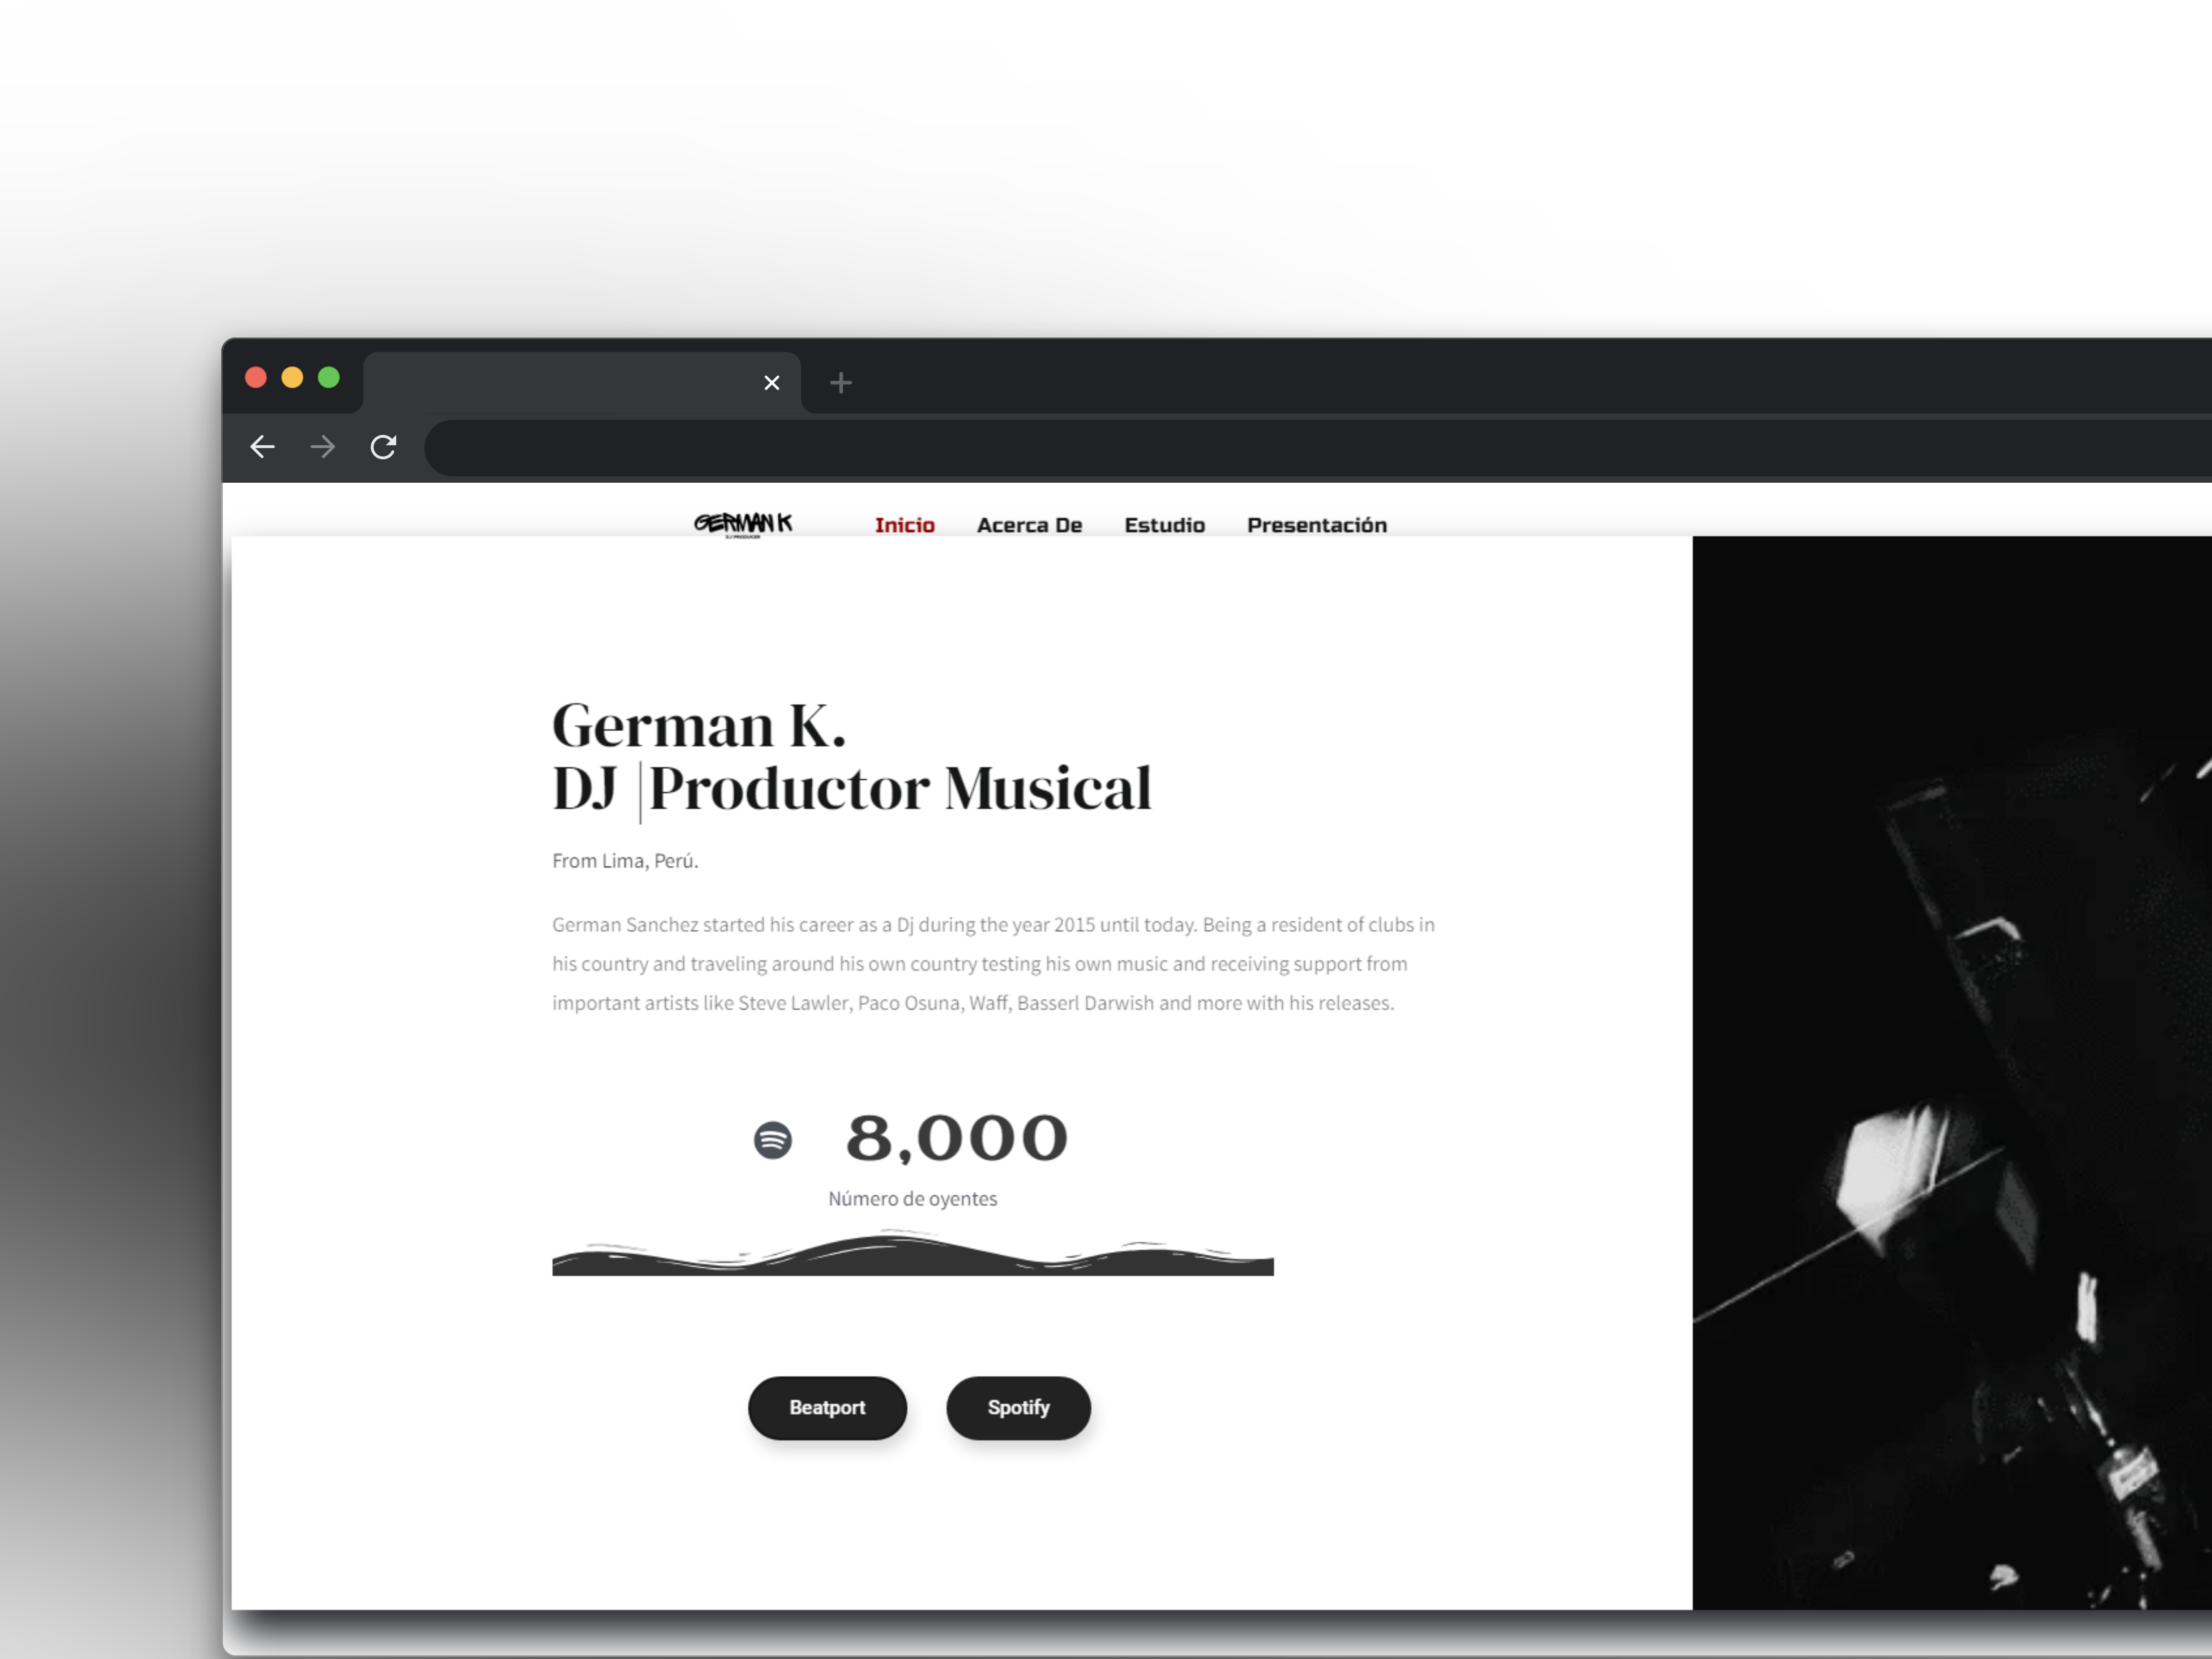 GERMAN K
DJ PRODUCER
Inicio Acerca De Estudio Presentación
German K.
DJ |Productor Musical
From Lima, Perú.
German Sanchez started his career as a Dj during the year 2015 until today. Being a resident of clubs in
his country and traveling around his own country testing his own music and receiving support from
important artists like Steve Lawler, Paco Osuna, Waff, Basserl Darwish and more with his releases.
8,000
Número de oyentes
Beatport Spotify